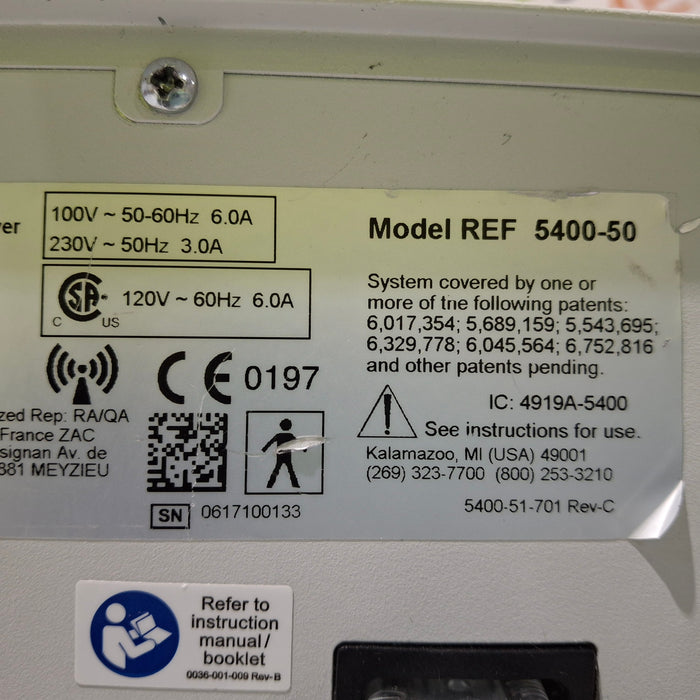 ver
100V ~ 50-60Hz 6.0A
230V ~ 50Hz 3.0A
Model REF 5400-50
C SA US 120V ~ 60Hz 6.0A
System covered by one or
more of the following patents:
6,017,354; 5,689,159; 5,543,695;
6,329,778; 6,045,564; 6,752,816
and other patents pending.
CE 0197
IC: 4919A-5400
See instructions for use.
zed Rep: RA/QA
France ZAC
signan Av. de
881 MEYZIEU
Kalamazoo, MI (USA) 49001
(269) 323-7700 (800) 253-3210
SN 0617100133
5400-51-701 Rev-C
Refer to
instruction
manual/
booklet
0036-001-009 Rev-B